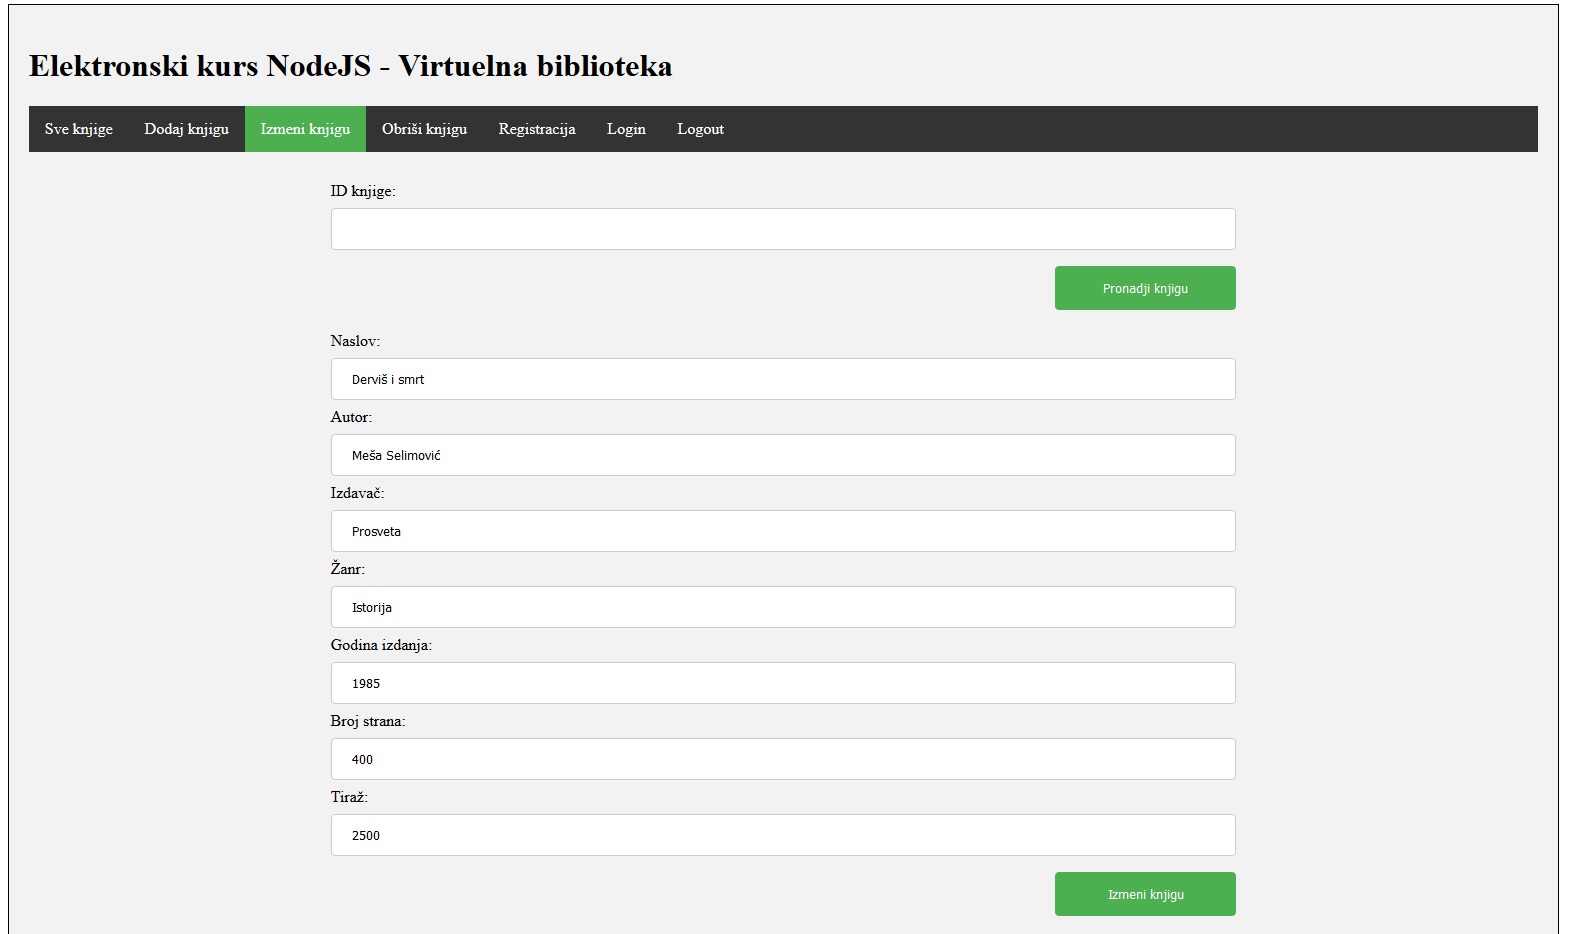 Elektronski kurs NodeJS - Virtuelna biblioteka
Sve knjige Dodaj knjigu Izmeni knjigu Obriši knjigu Registracija Login Logout
ID knjige:
Pronadji knjigu
Naslov:
Derviš i smrt
Autor:
Meša Selimović
Izdavač:
Prosveta
Žanr:
Istorija
Godina izdanja:
1985
Broj strana:
400
Tiraž:
2500
Izmeni knjigu